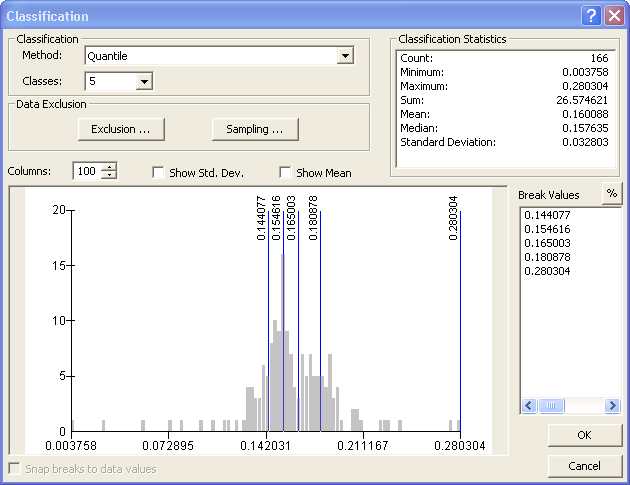 Classification
?
Classification
Method: Quantile
Classes: 5
Data Exclusion
Exclusion ...
Sampling ...
Classification Statistics
Count: 166
Minimum: 0.003758
Maximum: 0.280304
Sum: 26.574621
Mean: 0.160088
Median: 0.157635
Standard Deviation: 0.032803
Columns: 100
Show Std. Dev.
Show Mean
Break Values
%
0.144077
0.154616
0.165003
0.180878
0.280304
0.144077
0.154616
0.165003
0.180878
0.280304
20
15
10
5
0
0.003758 0.072895 0.142031 0.211167 0.280304
Snap breaks to data values
OK
Cancel